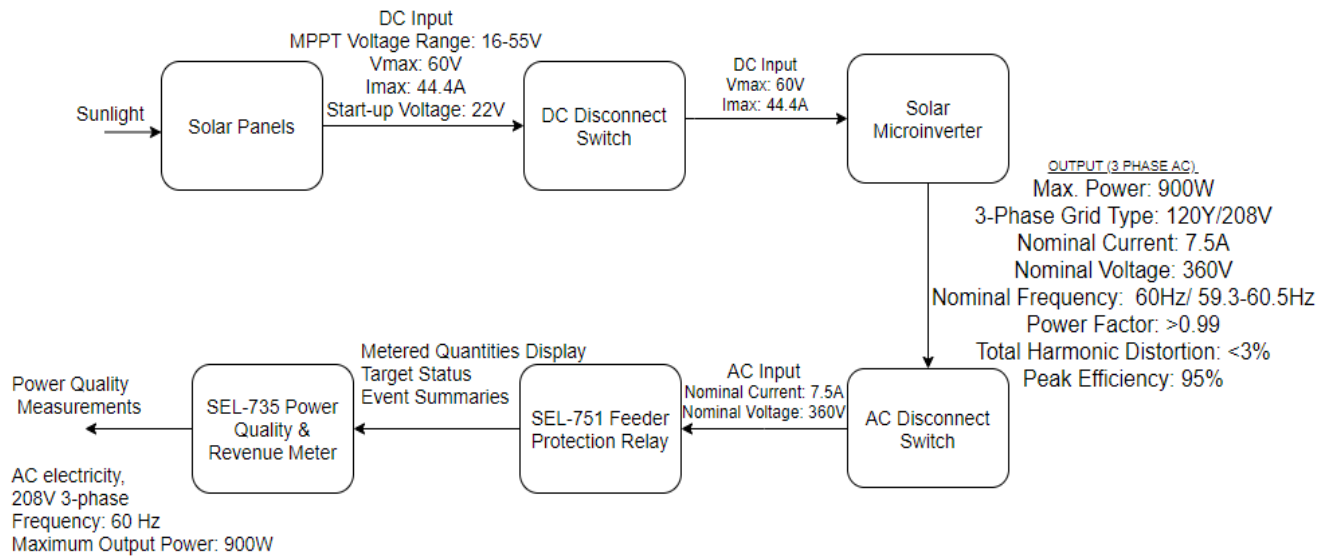 Sunlight
Solar Panels
DC Input
MPPT Voltage Range: 16-55V
Vmax: 60V
Imax: 44.4A
Start-up Voltage: 22V
DC Disconnect
Switch
DC Input
Vmax: 60V
Imax: 44.4A
Solar
Microinverter
OUTPUT (3 PHASE AC)
Max. Power: 900W
3-Phase Grid Type: 120Y/208V
Nominal Current: 7.5A
Nominal Voltage: 360V
Nominal Frequency: 60Hz/ 59.3-60.5Hz
Power Factor: >0.99
Total Harmonic Distortion: <3%
Peak Efficiency: 95%
AC Disconnect
Switch
AC Input
Nominal Current: 7.5A
Nominal Voltage: 360V
SEL-751 Feeder
Protection Relay
Metered Quantities Display
Target Status
Event Summaries
SEL-735 Power
Quality &
Revenue Meter
Power Quality
Measurements
AC electricity,
208V 3-phase
Frequency: 60 Hz
Maximum Output Power: 900W